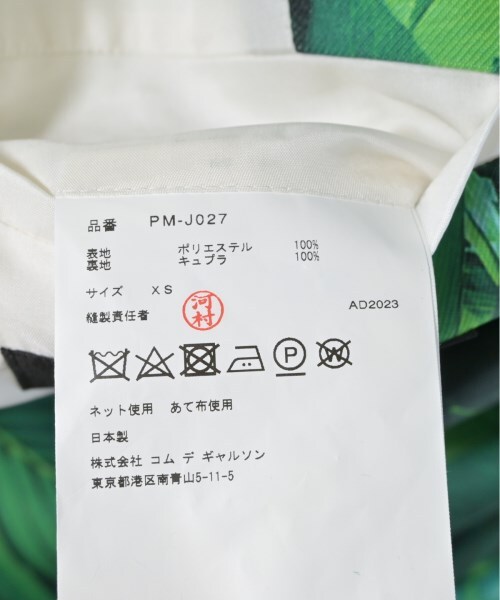 品番 PM-J027
表地 ポリエステル 100%
裏地 キュプラ 100%
サイズ XS
縫製責任者 河村 AD2023
P W
ネット使用 あて布使用
日本製
株式会社 コム デ ギャルソン
東京都港区南青山5-11-5